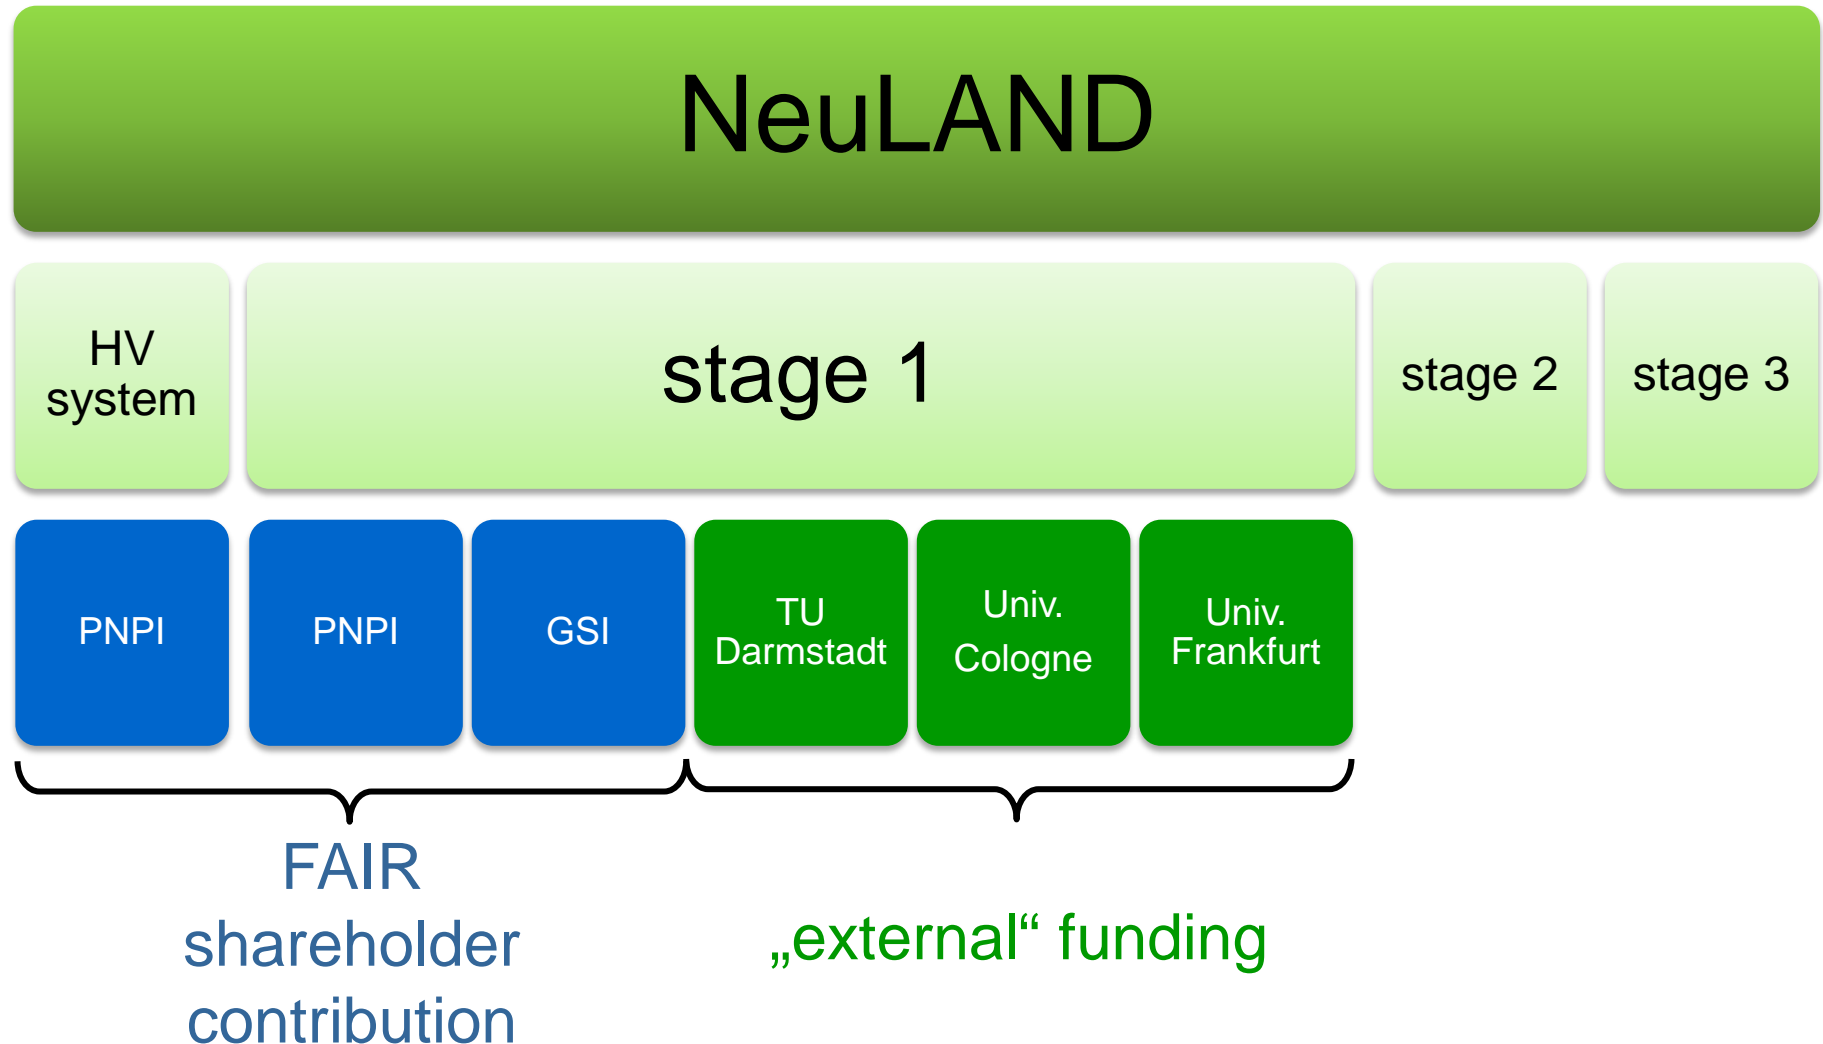 NeuLAND
HV
system
stage 1
stage 2
stage 3
PNPI
PNPI
GSI
TU
Darmstadt
Univ.
Cologne
Univ.
Frankfurt
FAIR
shareholder
contribution
„external“ funding